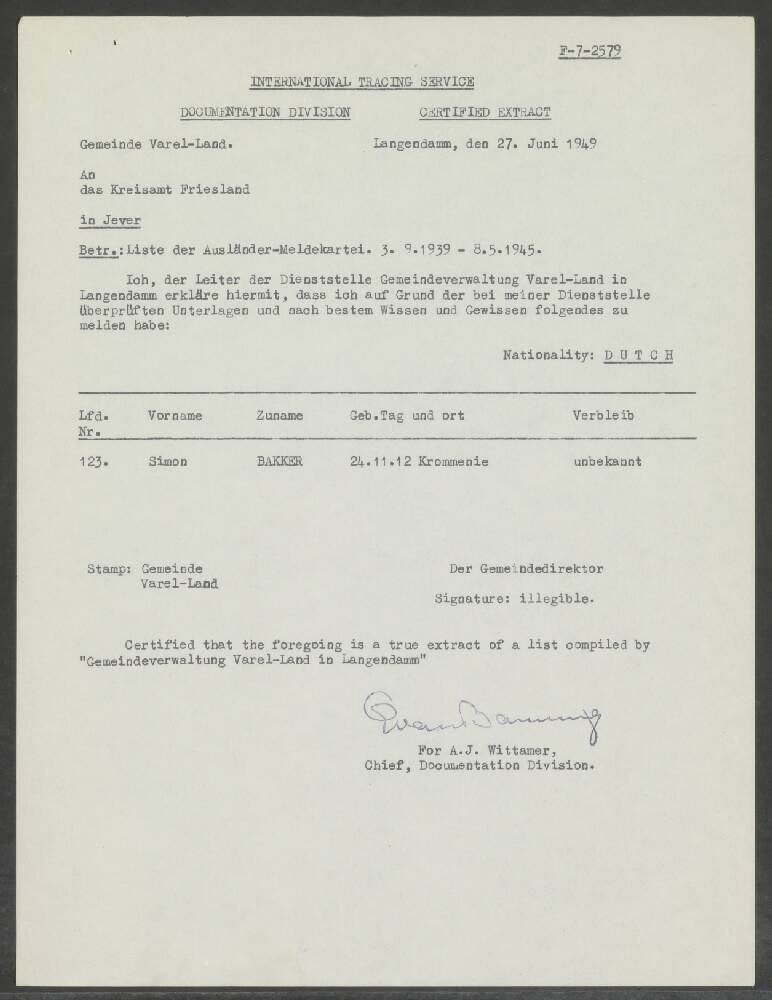 F-7-2579
INTERNATIONAL TRACING SERVICE
DOCUMENTATION DIVISION CERTIFIED EXTRACT
Gemeinde Varel-Land. Langendamm, den 27. Juni 1949
An
das Kreisamt Friesland
in Jever
Betr.: Liste der Ausländer-Meldekartei. 3. 9.1939 - 8.5.1945.
Ich, der Leiter der Dienststelle Gemeindeverwaltung Varel-Land in
Langendamm erkläre hiermit, dass ich auf Grund der bei meiner Dienststelle
überprüften Unterlagen und nach bestem Wissen und Gewissen folgendes zu
melden habe:
Nationality: D U T C H
Lfd. Vorname Zuname Geb.Tag und ort Verbleib
Nr.
123. Simon BAKKER 24.11.12 Krommenie unbekannt
Stamp: Gemeinde Der Gemeindedirektor
Varel-Land
Signature: illegible.
Certified that the foregoing is a true extract of a list compiled by
"Gemeindeverwaltung Varel-Land in Langendamm"
For A.J. Wittamer,
Chief, Documentation Division.